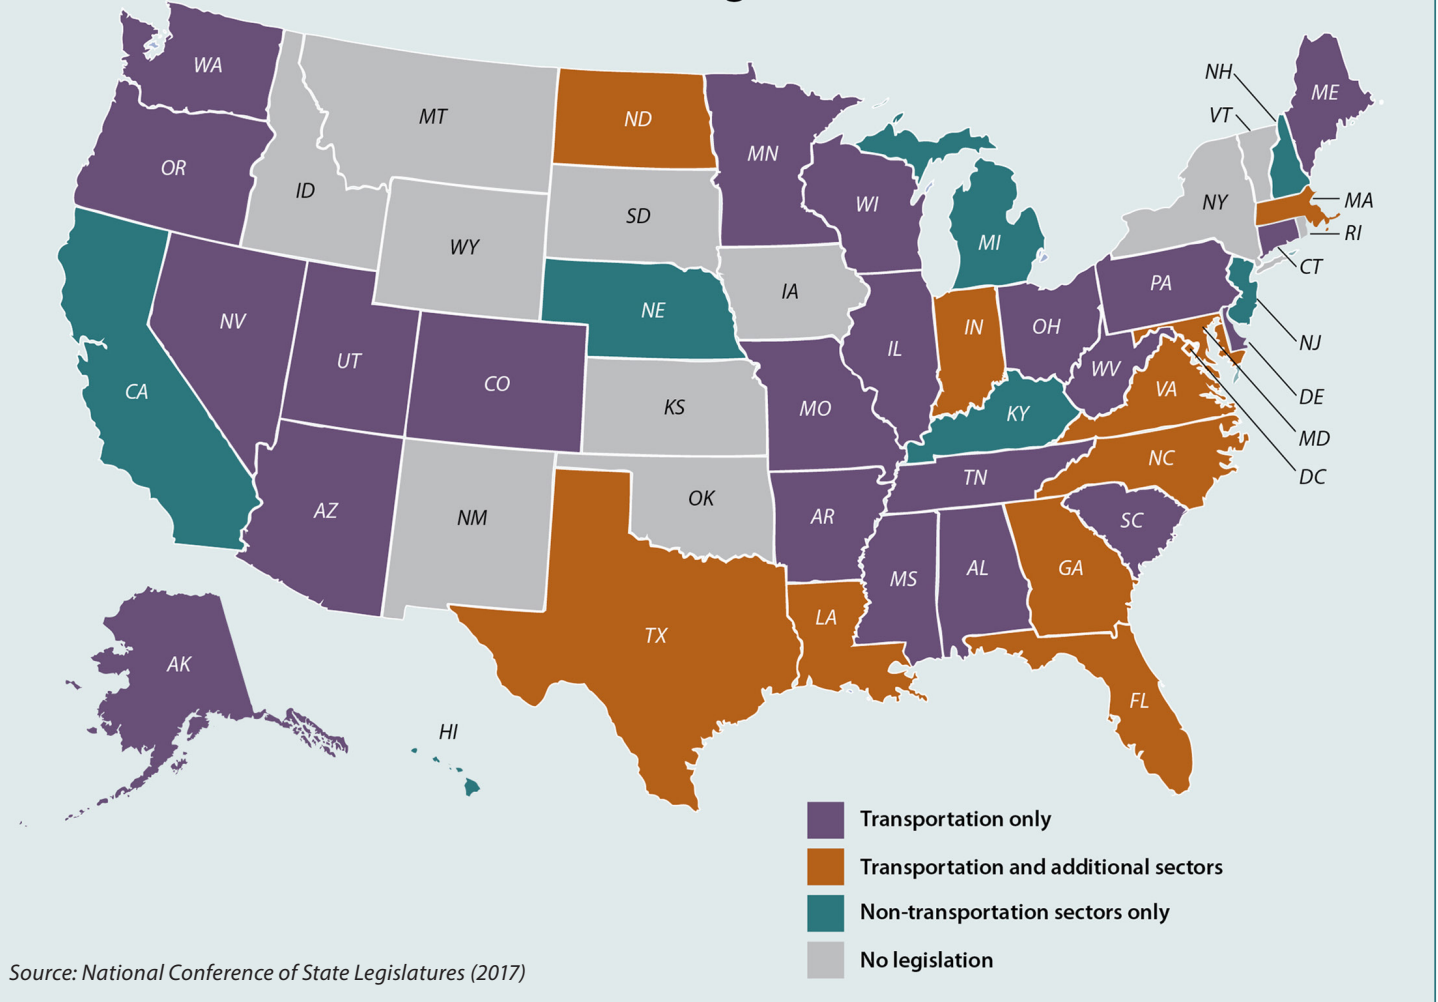 WA
MT
ND
MN
OR
ID
SD
WI
WY
MI
NY
NH
VT
ME
MA
RI
CT
NV
UT
CO
NE
IA
IL
IN
OH
PA
NJ
CA
KS
MO
KY
WV
VA
DE
MD
DC
AZ
NM
OK
AR
TN
NC
SC
TX
LA
MS
AL
GA
FL
AK
HI
Transportation only
Transportation and additional sectors
Non-transportation sectors only
No legislation
Source: National Conference of State Legislatures (2017)